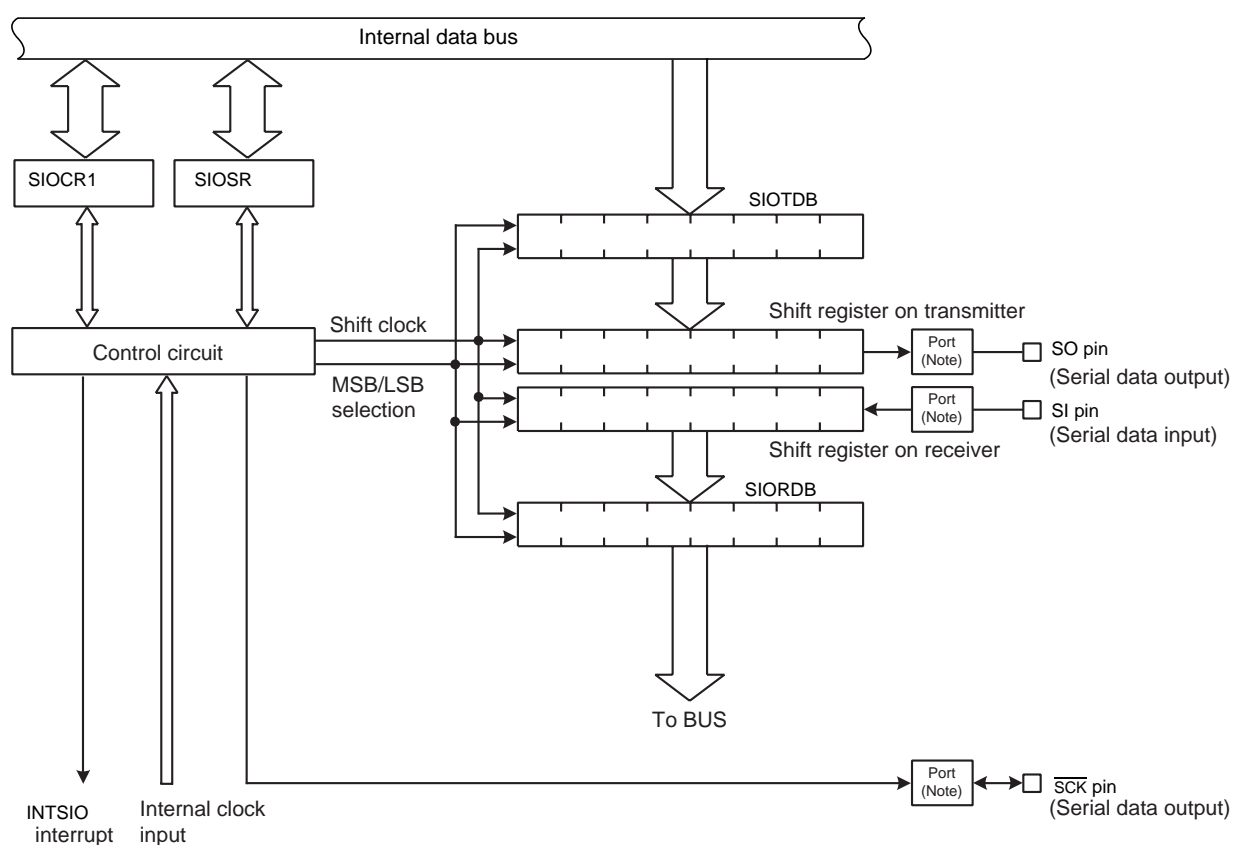 Internal data bus
SIOCR1
SIOSR
SIOTDB
Shift register on transmitter
Shift clock
Control circuit
MSB/LSB
selection
Port
(Note)
SO pin
(Serial data output)
Port
(Note)
SI pin
(Serial data input)
Shift register on receiver
SIORDB
To BUS
Port
(Note)
SCK pin
(Serial data output)
INTSIO
interrupt
Internal clock
input